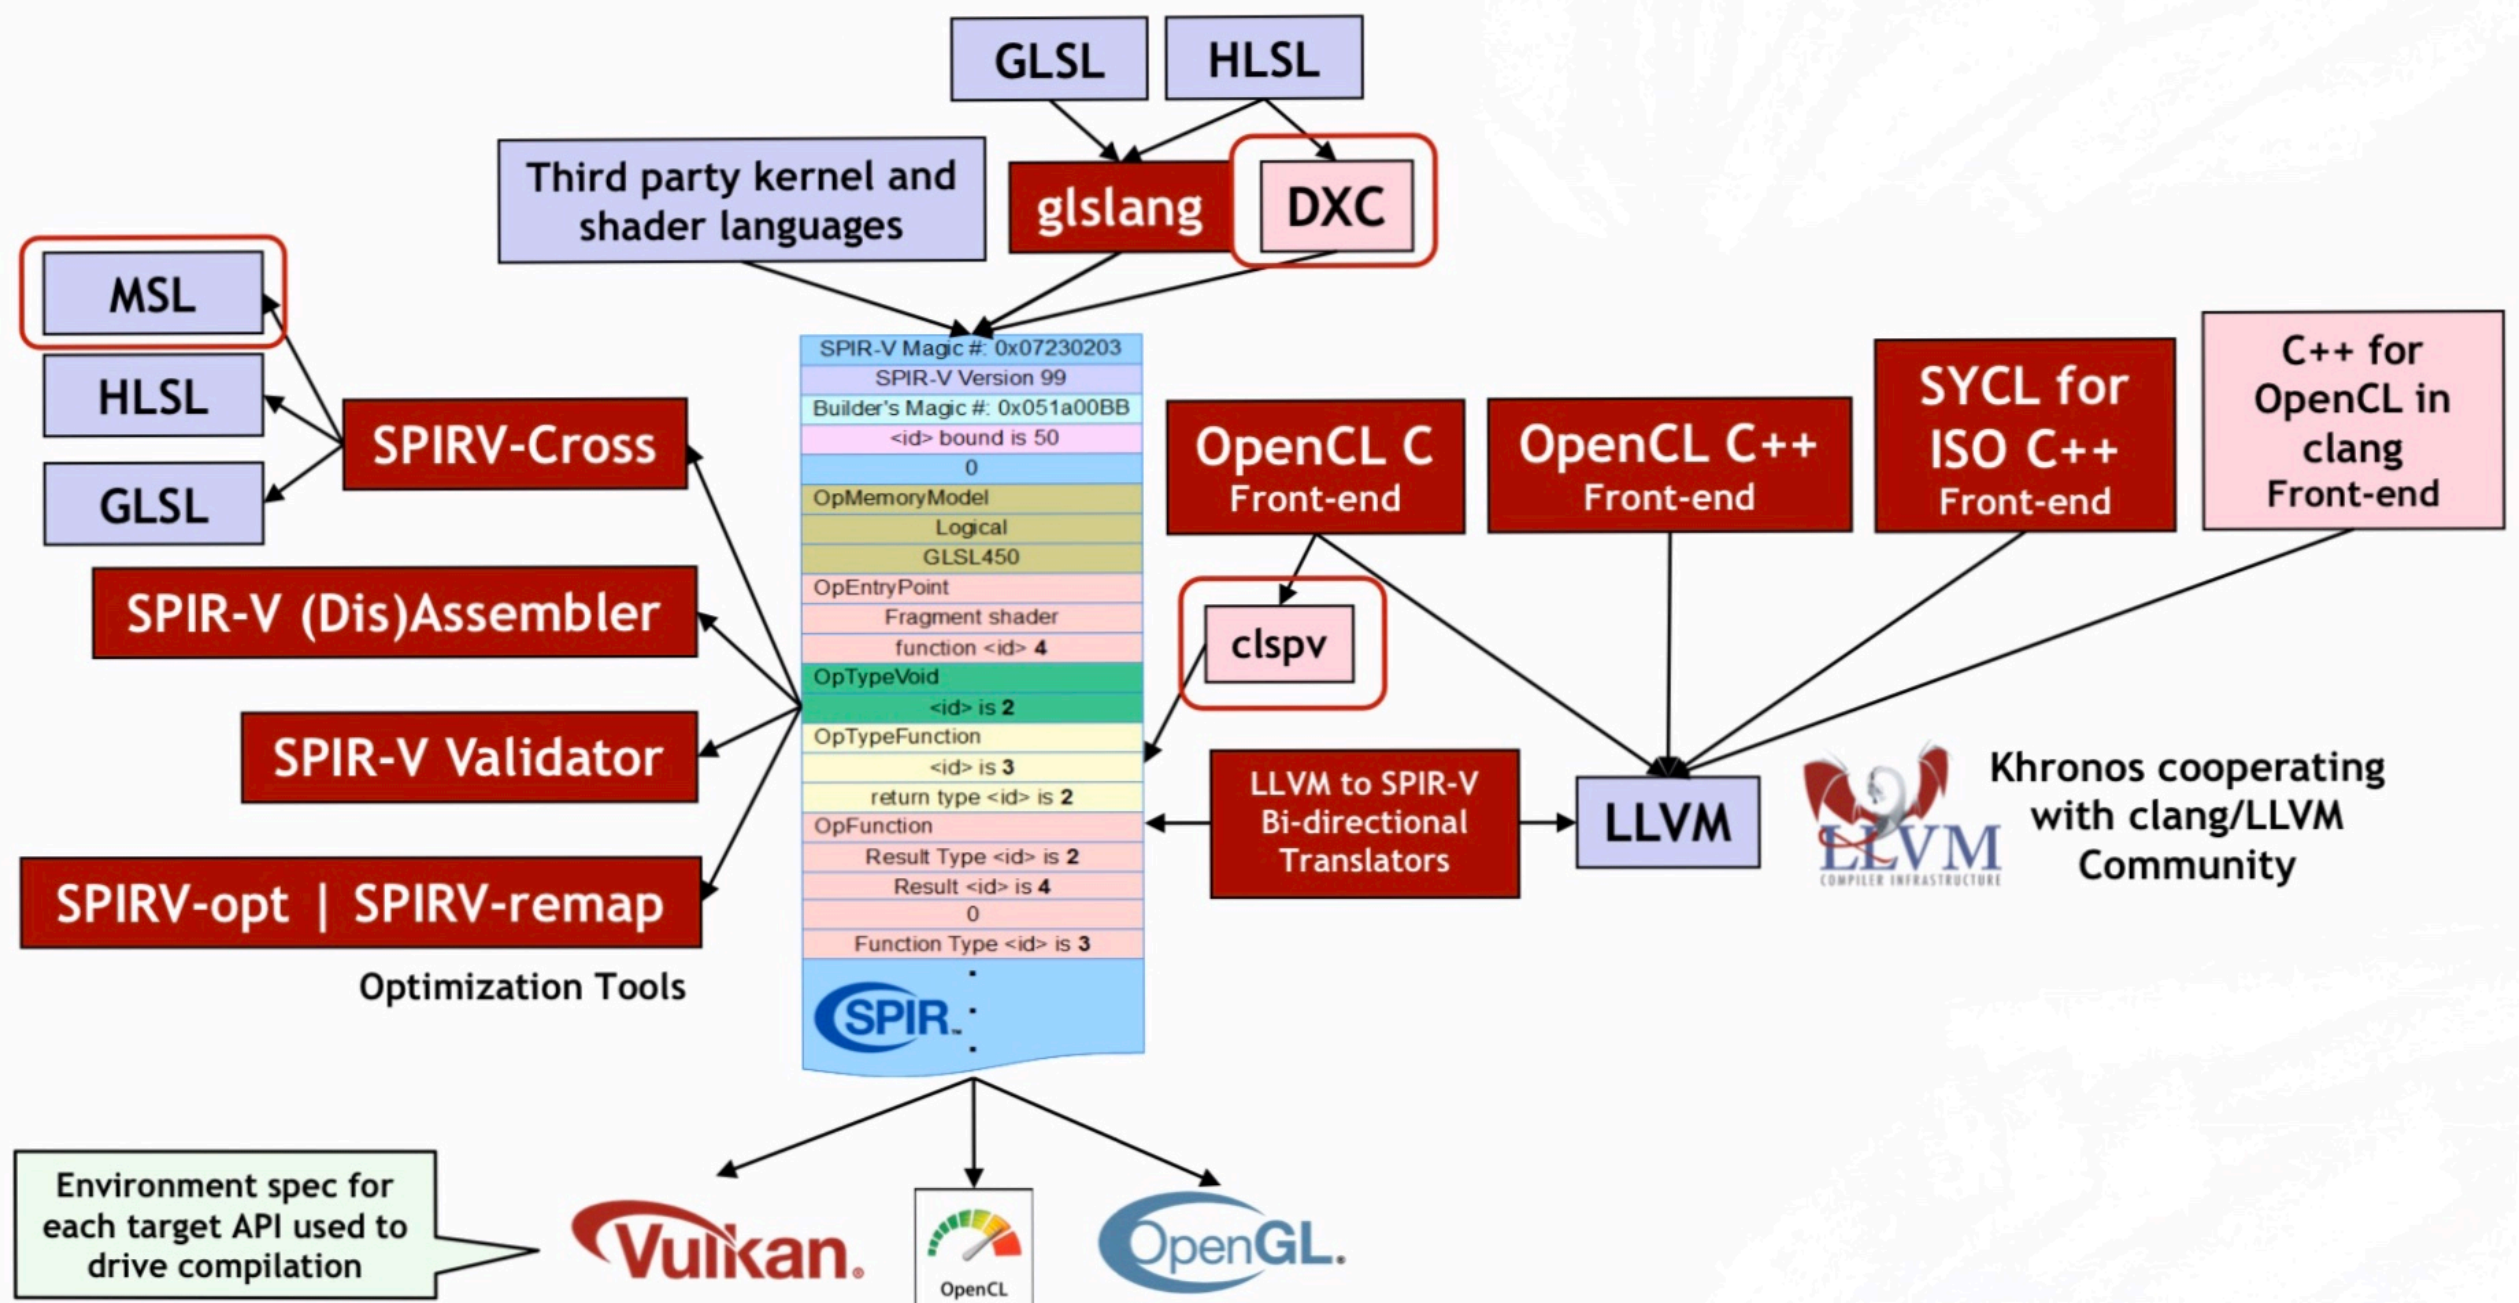 GLSL
HLSL
Third party kernel and
shader languages
glslang
DXC
MSL
HLSL
GLSL
SPIRV-Cross
SPIR-V (Dis)Assembler
SPIR-V Validator
SPIRV-opt | SPIRV-remap
Optimization Tools
SPIR-V Magic #: 0x07230203
SPIR-V Version 99
Builder's Magic #: 0x051a00BB
<id> bound is 50
0
OpMemoryModel
Logical
GLSL450
OpEntryPoint
Fragment shader
function <id> 4
OpTypeVoid
<id> is 2
OpTypeFunction
<id> is 3
return type <id> is 2
OpFunction
Result Type <id> is 2
Result <id> is 4
0
Function Type <id> is 3
SPIR™
OpenCL C
Front-end
OpenCL C++
Front-end
SYCL for
ISO C++
Front-end
C++ for
OpenCL in
clang
Front-end
clspv
LLVM to SPIR-V
Bi-directional
Translators
LLVM
LLVM
COMPILER INFRASTRUCTURE
Khronos cooperating
with clang/LLVM
Community
Environment spec for
each target API used to
drive compilation
Vulkan®
OpenCL
OpenGL®